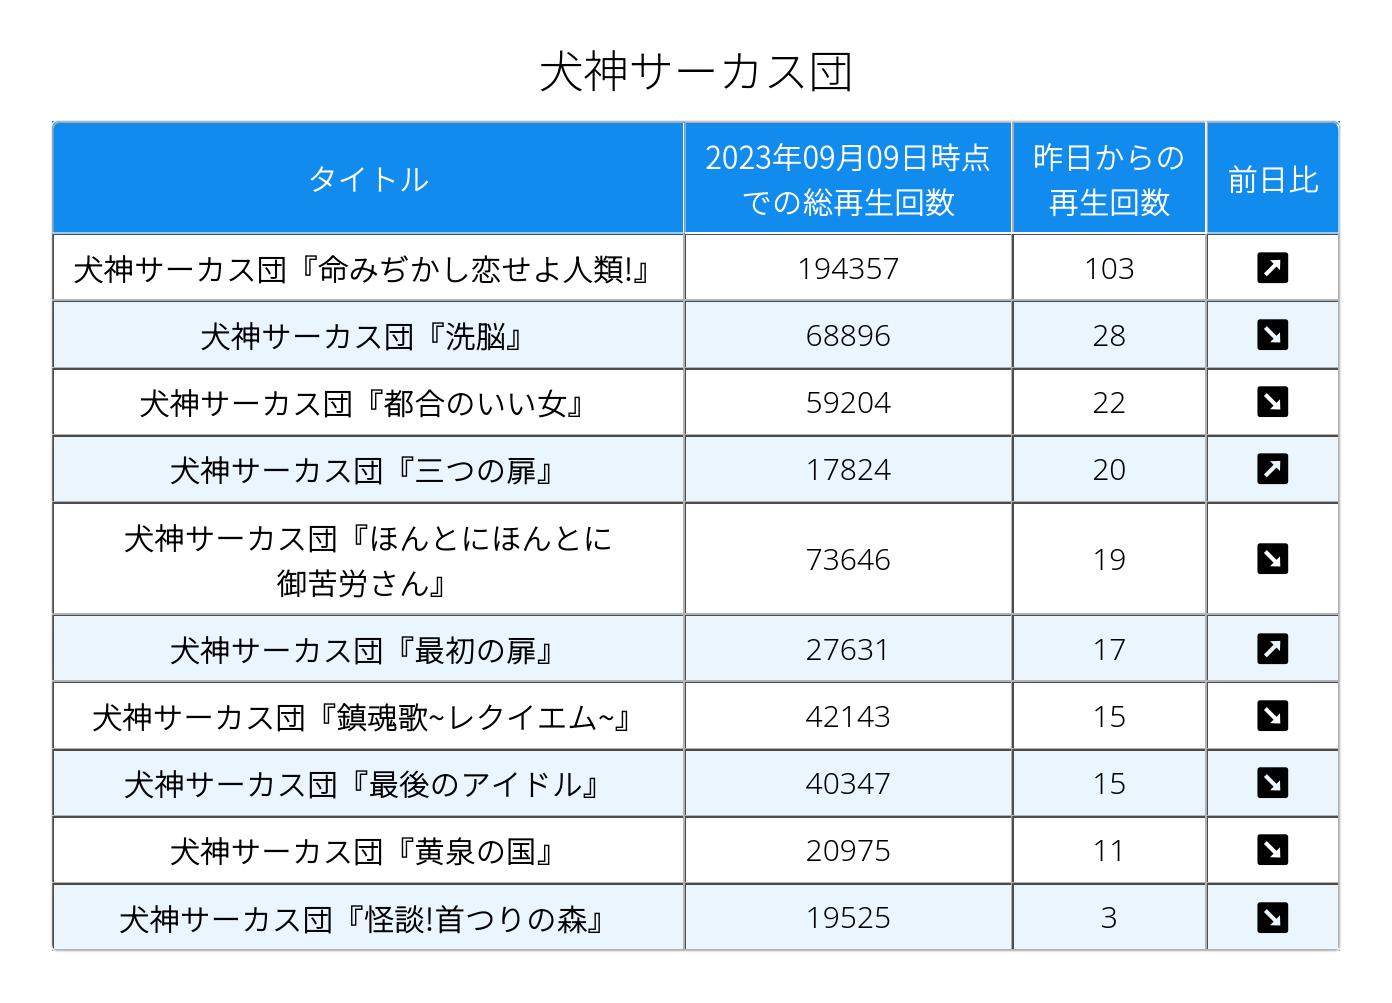 犬神サーカス団
タイトル
2023年09月09日時点
での総再生回数
昨日からの
再生回数
前日比
犬神サーカス団『命みぢかし恋せよ人類!』 194357 103
犬神サーカス団『洗脳』 68896 28
犬神サーカス団『都合のいい女』 59204 22
犬神サーカス団『三つの扉』 17824 20
犬神サーカス団『ほんとにほんとに
御苦労さん』 73646 19
犬神サーカス団『最初の扉』 27631 17
犬神サーカス団『鎮魂歌~レクイエム~』 42143 15
犬神サーカス団『最後のアイドル』 40347 15
犬神サーカス団『黄泉の国』 20975 11
犬神サーカス団『怪談!首つりの森』 19525 3